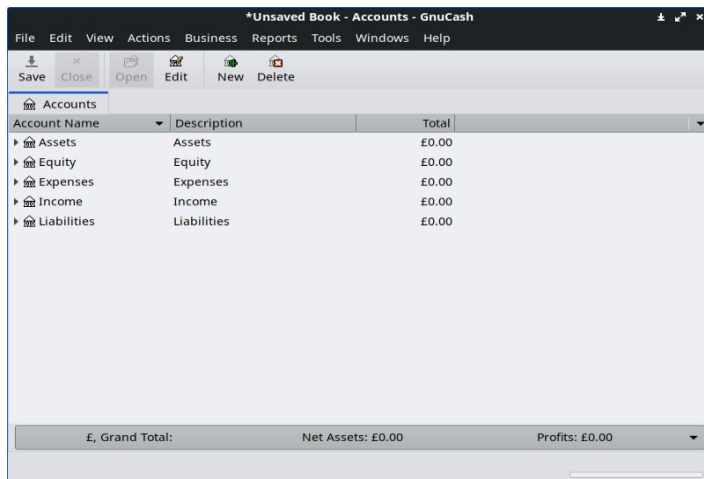 *Unsaved Book - Accounts - GnuCash
File Edit View Actions Business Reports Tools Windows Help
Save Close Open Edit New Delete
Accounts
Account Name Description Total
Assets Assets £0.00
Equity Equity £0.00
Expenses Expenses £0.00
Income Income £0.00
Liabilities Liabilities £0.00
£, Grand Total: Net Assets: £0.00 Profits: £0.00